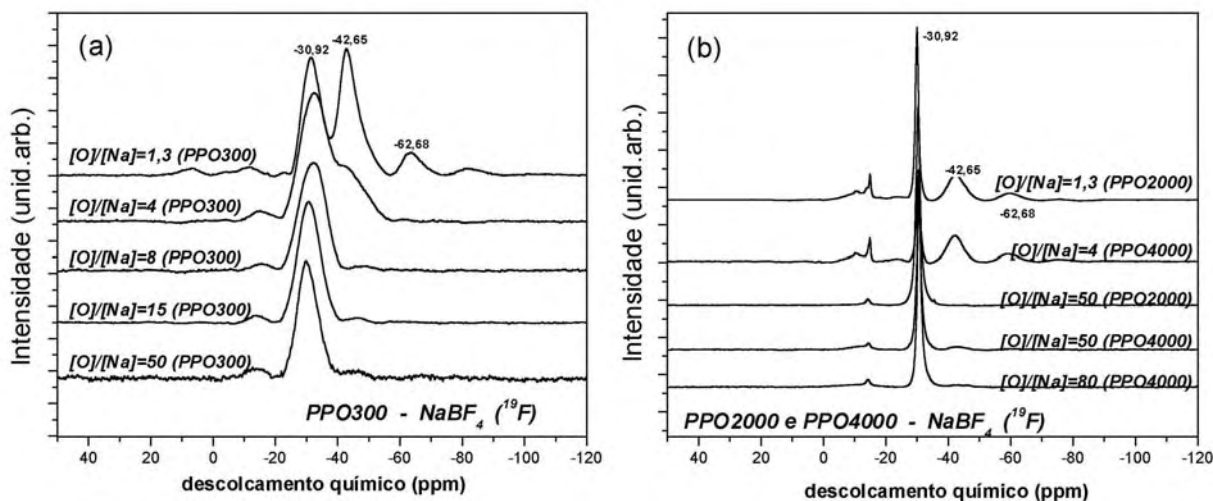 (a)
-30,92
-42,65
-62,68
[O]/[Na]=1,3 (PPO300)
[O]/[Na]=4 (PPO300)
[O]/[Na]=8 (PPO300)
[O]/[Na]=15 (PPO300)
[O]/[Na]=50 (PPO300)
PPO300 - NaBF₄ (¹⁹F)
Intensidade (unid.arb.)
40 20 0 -20 -40 -60 -80 -100 -120
descolcamento químico (ppm)
(b)
-30,92
-42,65
[O]/[Na]=1,3 (PPO2000)
-62,68
[O]/[Na]=4 (PPO4000)
[O]/[Na]=50 (PPO2000)
[O]/[Na]=50 (PPO4000)
[O]/[Na]=80 (PPO4000)
PPO2000 e PPO4000 - NaBF₄ (¹⁹F)
Intensidade (unid.arb.)
40 20 0 -20 -40 -60 -80 -100 -120
descolcamento químico (ppm)